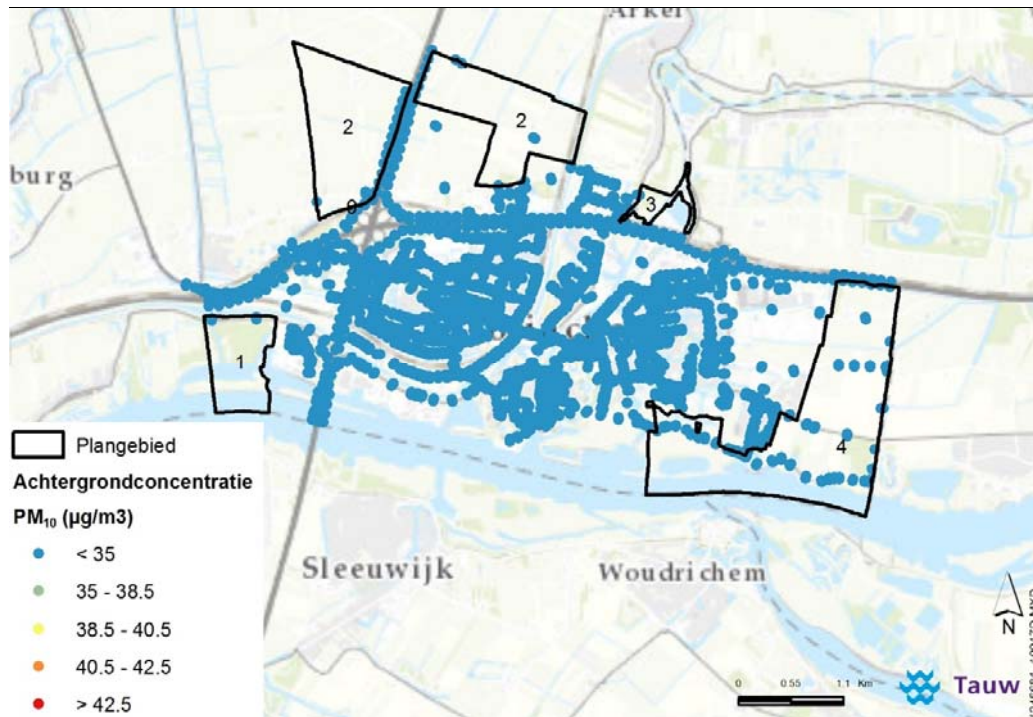 Arkel
2
2
burg
9
3
1
4
Plangebied
Achtergrondconcentratie
PM10 (µg/m3)
< 35
35 - 38.5
38.5 - 40.5
40.5 - 42.5
> 42.5
Sleeuwijk
Woudrichem
N
0 0.55 1.1 Km
Tauw